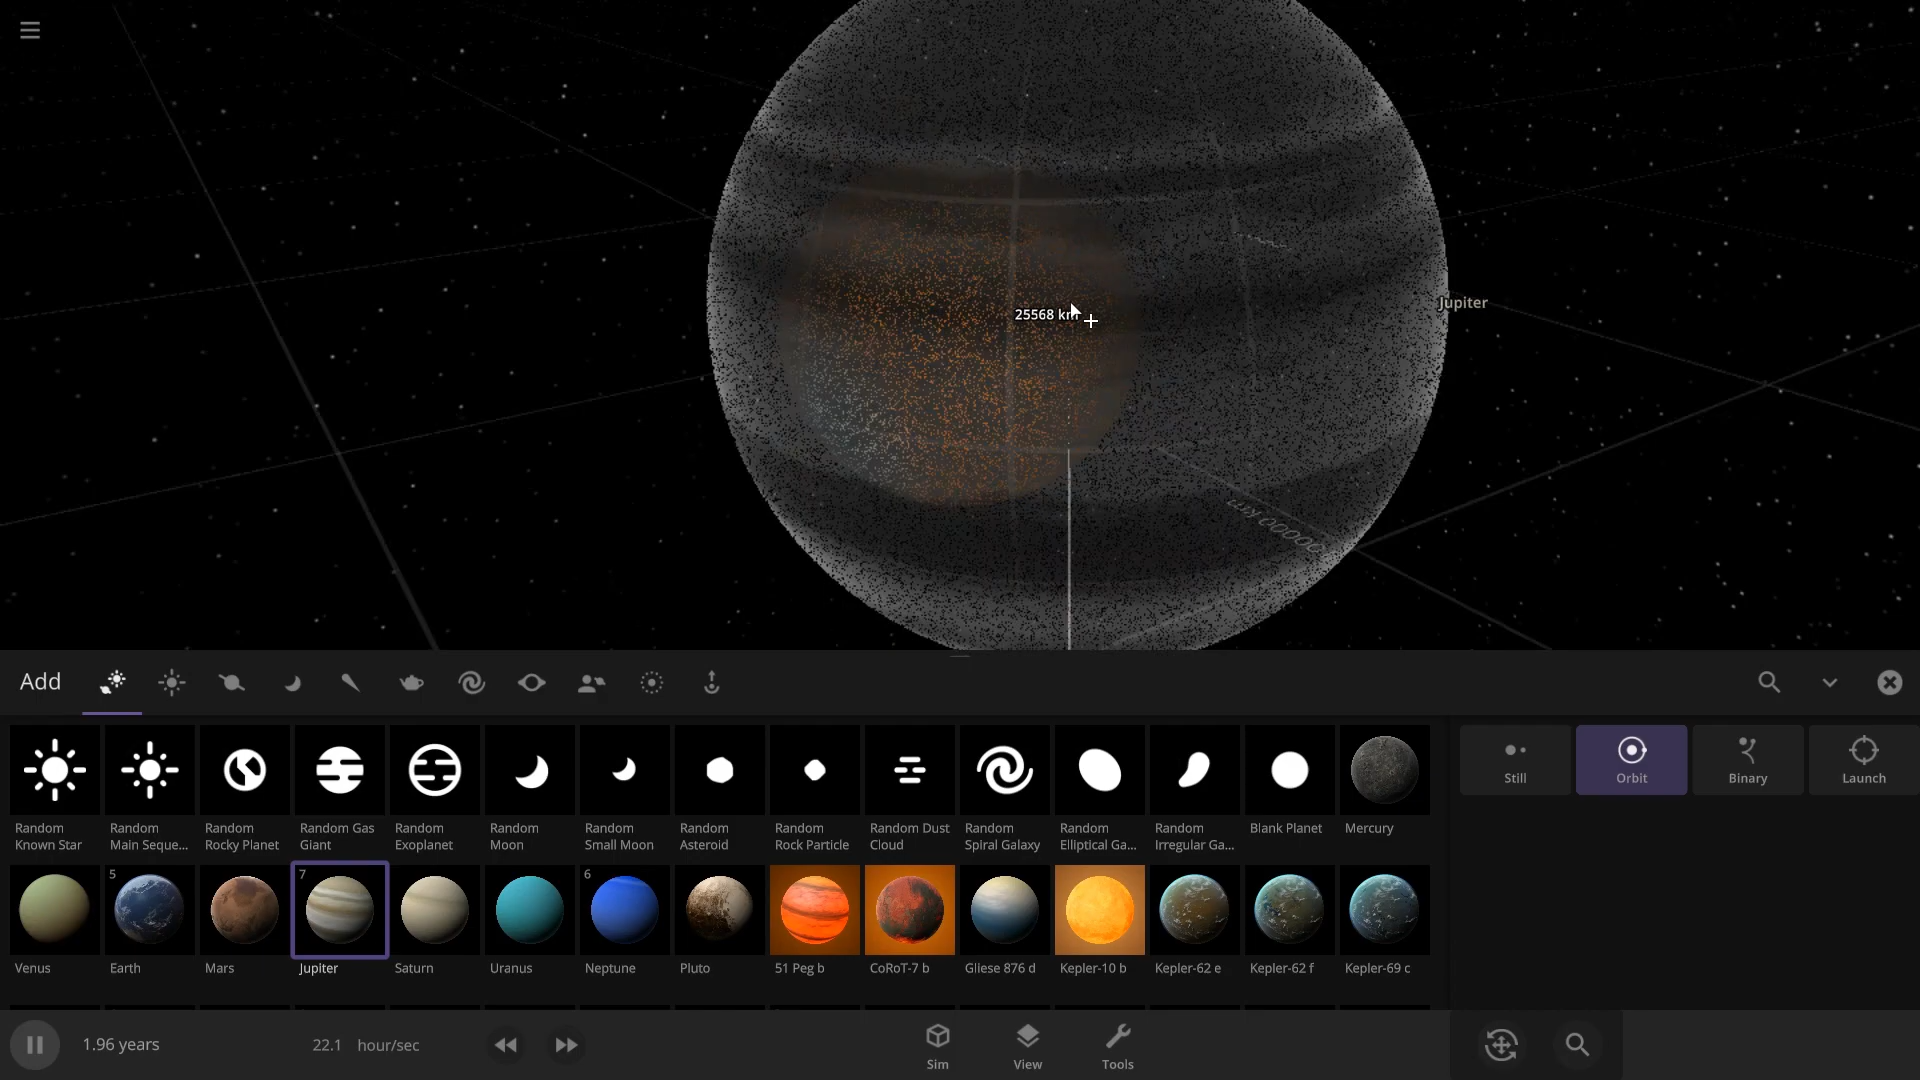 Jupiter
25568 km
00000 km
Add
Still
Orbit
Binary
Launch
Random Known Star
Random Main Seque...
Random Rocky Planet
Random Gas Giant
Random Exoplanet
Random Moon
Random Small Moon
Random Asteroid
Random Rock Particle
Random Dust Cloud
Random Spiral Galaxy
Random Elliptical Ga...
Random Irregular Ga...
Blank Planet
Mercury
5
7
6
Venus
Earth
Mars
Jupiter
Saturn
Uranus
Neptune
Pluto
51 Peg b
CoRoT-7 b
Gliese 876 d
Kepler-10 b
Kepler-62 e
Kepler-62 f
Kepler-69 c
1.96 years
22.1 hour/sec
Sim
View
Tools